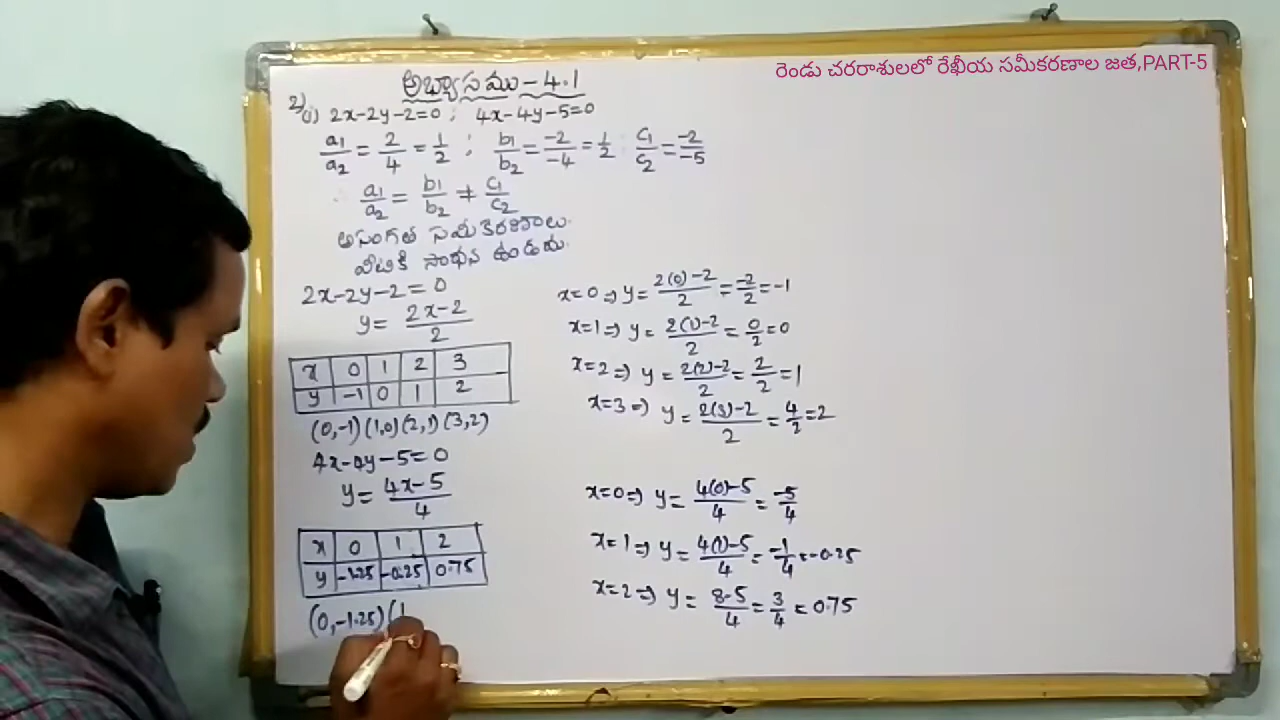 రెండు చరరాశులలో రేఖీయ సమీకరణాల జత,PART-5
అభ్యాసము - 4.1
2) (i) 2x-2y-2=0 ; 4x-4y-5=0
a₁/a₂ = 2/4 = 1/2 ; b₁/b₂ = -2/-4 = 1/2 : c₁/c₂ = -2/-5
∴ a₁/a₂ = b₁/b₂ ≠ c₁/c₂
అసంగత సమీకరణాలు.
వీటికి సాధన ఉండదు.
2x-2y-2=0
y= (2x-2)/2
x 0 1 2 3
y -1 0 1 2
(0,-1) (1,0) (2,1) (3,2)
4x-4y-5=0
y= (4x-5)/4
x 0 1 2
y -1.25 -0.25 0.75
(0,-1.25) (1
x=0 ⇒ y= (2(0)-2)/2 = -2/2 = -1
x=1 ⇒ y= (2(1)-2)/2 = 0/2 = 0
x=2 ⇒ y= (2(2)-2)/2 = 2/2 = 1
x=3 ⇒ y= (2(3)-2)/2 = 4/2 = 2
x=0 ⇒ y= (4(0)-5)/4 = -5/4
x=1 ⇒ y= (4(1)-5)/4 = -1/4 = -0.25
x=2 ⇒ y= (8-5)/4 = 3/4 = 0.75